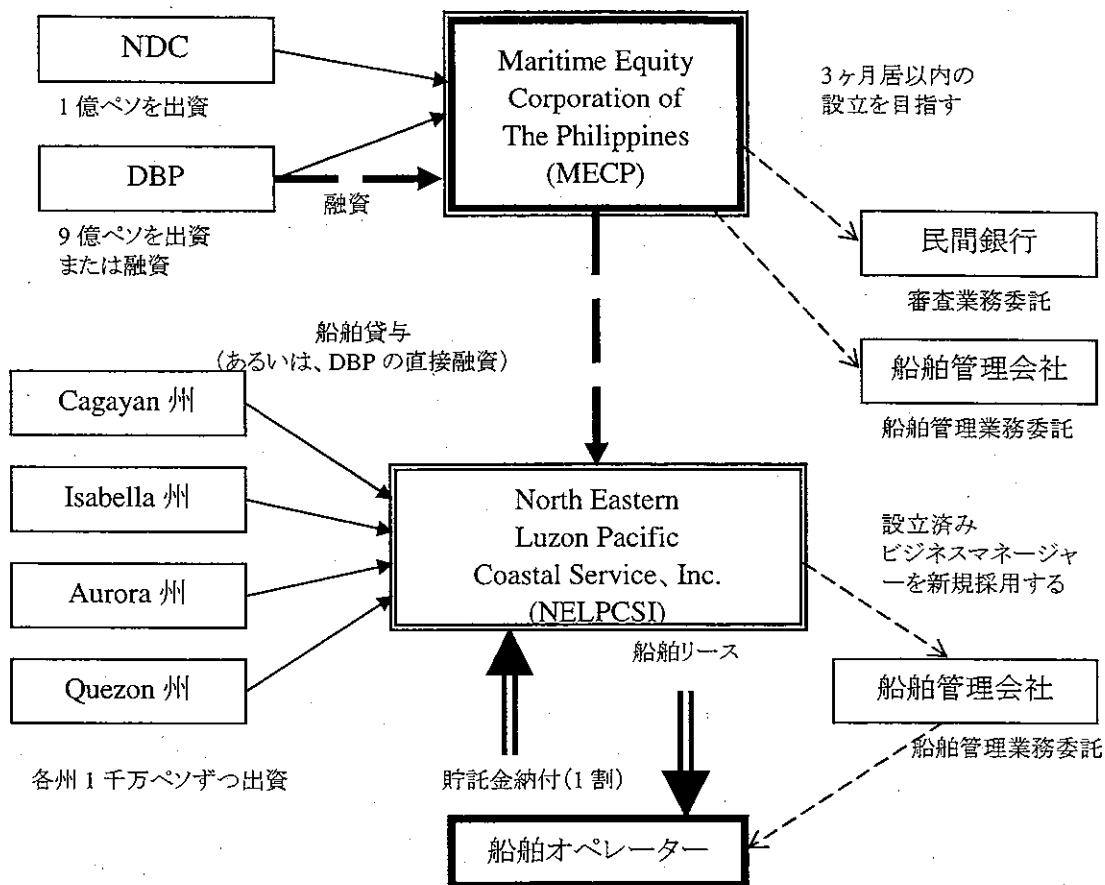 NDC
1億ペソを出資
DBP
9億ペソを出資
または融資
融資
Maritime Equity
Corporation of
The Philippines
(MECP)
3ヶ月居以内の
設立を目指す
民間銀行
審査業務委託
船舶管理会社
船舶管理業務委託
船舶貸与
(あるいは、DBPの直接融資)
Cagayan 州
Isabella 州
Aurora 州
Quezon 州
各州1千万ペソずつ出資
North Eastern
Luzon Pacific
Coastal Service、Inc.
(NELPCSI)
設立済み
ビジネスマネージャ
ーを新規採用する
船舶リース
船舶管理会社
船舶管理業務委託
貯託金納付(1割)
船舶オペレーター